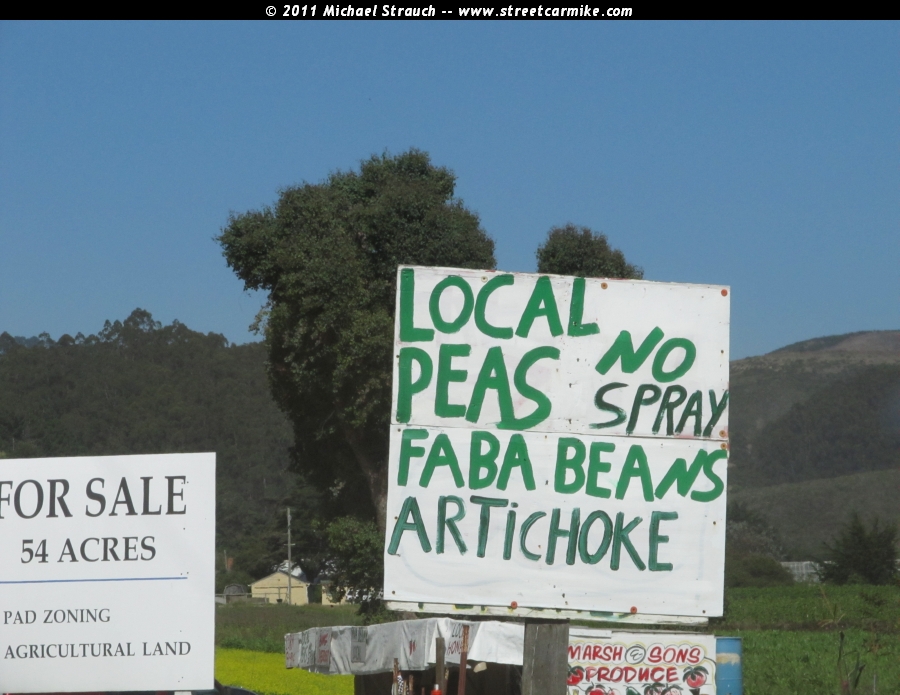 © 2011 Michael Strauch -- www.streetcarmike.com
LOCAL
PEAS NO
SPRAY
FABA BEANS
ARTiCHOKE
FOR SALE
54 ACRES
PAD ZONING
AGRICULTURAL LAND
MARSH & SONS
PRODUCE